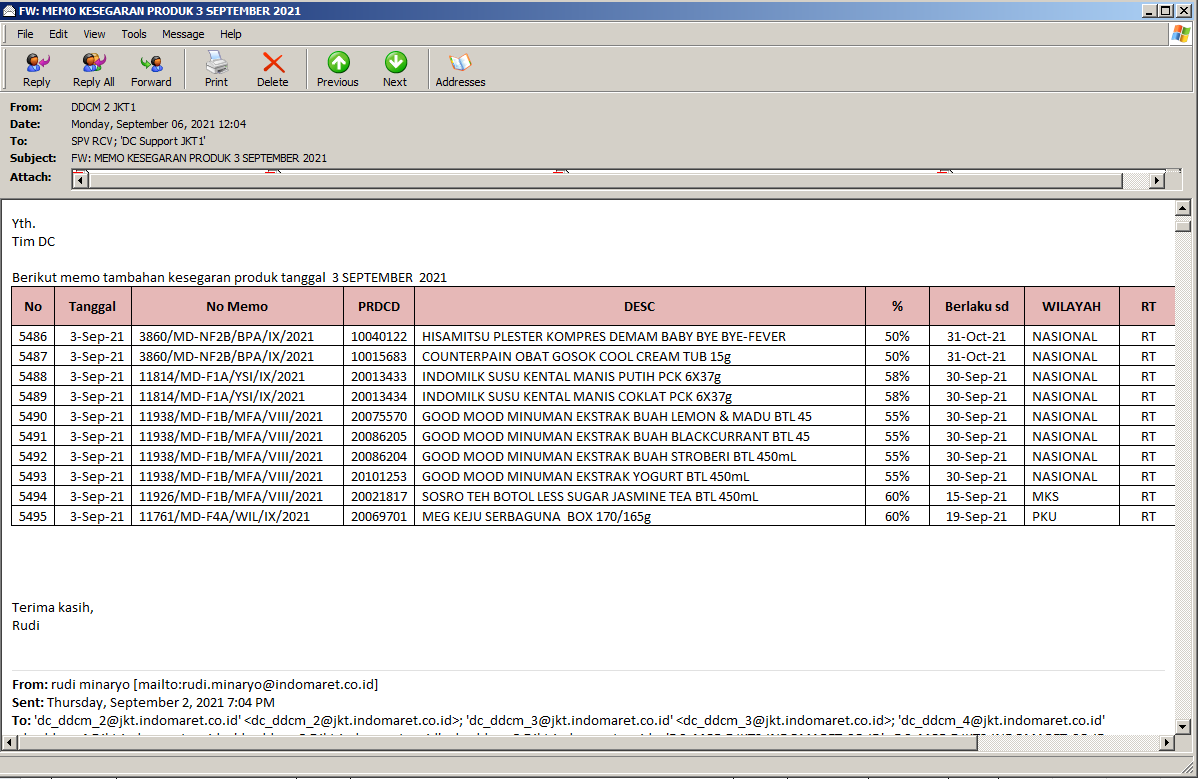 FW: MEMO KESEGARAN PRODUK 3 SEPTEMBER 2021
File Edit View Tools Message Help
Reply Reply All Forward Print Delete Previous Next Addresses
From: DDCM 2 JKT1
Date: Monday, September 06, 2021 12:04
To: SPV RCV; 'DC Support JKT1'
Subject: FW: MEMO KESEGARAN PRODUK 3 SEPTEMBER 2021
Attach:
Yth.
Tim DC
Berikut memo tambahan kesegaran produk tanggal 3 SEPTEMBER 2021
No Tanggal No Memo PRDCD DESC % Berlaku sd WILAYAH RT
5486 3-Sep-21 3860/MD-NF2B/BPA/IX/2021 10040122 HISAMITSU PLESTER KOMPRES DEMAM BABY BYE BYE-FEVER 50% 31-Oct-21 NASIONAL RT
5487 3-Sep-21 3860/MD-NF2B/BPA/IX/2021 10015683 COUNTERPAIN OBAT GOSOK COOL CREAM TUB 15g 50% 31-Oct-21 NASIONAL RT
5488 3-Sep-21 11814/MD-F1A/YSI/IX/2021 20013433 INDOMILK SUSU KENTAL MANIS PUTIH PCK 6X37g 58% 30-Sep-21 NASIONAL RT
5489 3-Sep-21 11814/MD-F1A/YSI/IX/2021 20013434 INDOMILK SUSU KENTAL MANIS COKLAT PCK 6X37g 58% 30-Sep-21 NASIONAL RT
5490 3-Sep-21 11938/MD-F1B/MFA/VIII/2021 20075570 GOOD MOOD MINUMAN EKSTRAK BUAH LEMON & MADU BTL 45 55% 30-Sep-21 NASIONAL RT
5491 3-Sep-21 11938/MD-F1B/MFA/VIII/2021 20086205 GOOD MOOD MINUMAN EKSTRAK BUAH BLACKCURRANT BTL 45 55% 30-Sep-21 NASIONAL RT
5492 3-Sep-21 11938/MD-F1B/MFA/VIII/2021 20086204 GOOD MOOD MINUMAN EKSTRAK BUAH STROBERI BTL 450mL 55% 30-Sep-21 NASIONAL RT
5493 3-Sep-21 11938/MD-F1B/MFA/VIII/2021 20101253 GOOD MOOD MINUMAN EKSTRAK YOGURT BTL 450mL 55% 30-Sep-21 NASIONAL RT
5494 3-Sep-21 11926/MD-F1B/MFA/VIII/2021 20021817 SOSRO TEH BOTOL LESS SUGAR JASMINE TEA BTL 450mL 60% 15-Sep-21 MKS RT
5495 3-Sep-21 11761/MD-F4A/WIL/IX/2021 20069701 MEG KEJU SERBAGUNA BOX 170/165g 60% 19-Sep-21 PKU RT
Terima kasih,
Rudi
From: rudi minaryo [mailto:rudi.minaryo@indomaret.co.id]
Sent: Thursday, September 2, 2021 7:04 PM
To: 'dc_ddcm_2@jkt.indomaret.co.id' <dc_ddcm_2@jkt.indomaret.co.id>; 'dc_ddcm_3@jkt.indomaret.co.id' <dc_ddcm_3@jkt.indomaret.co.id>; 'dc_ddcm_4@jkt.indomaret.co.id'